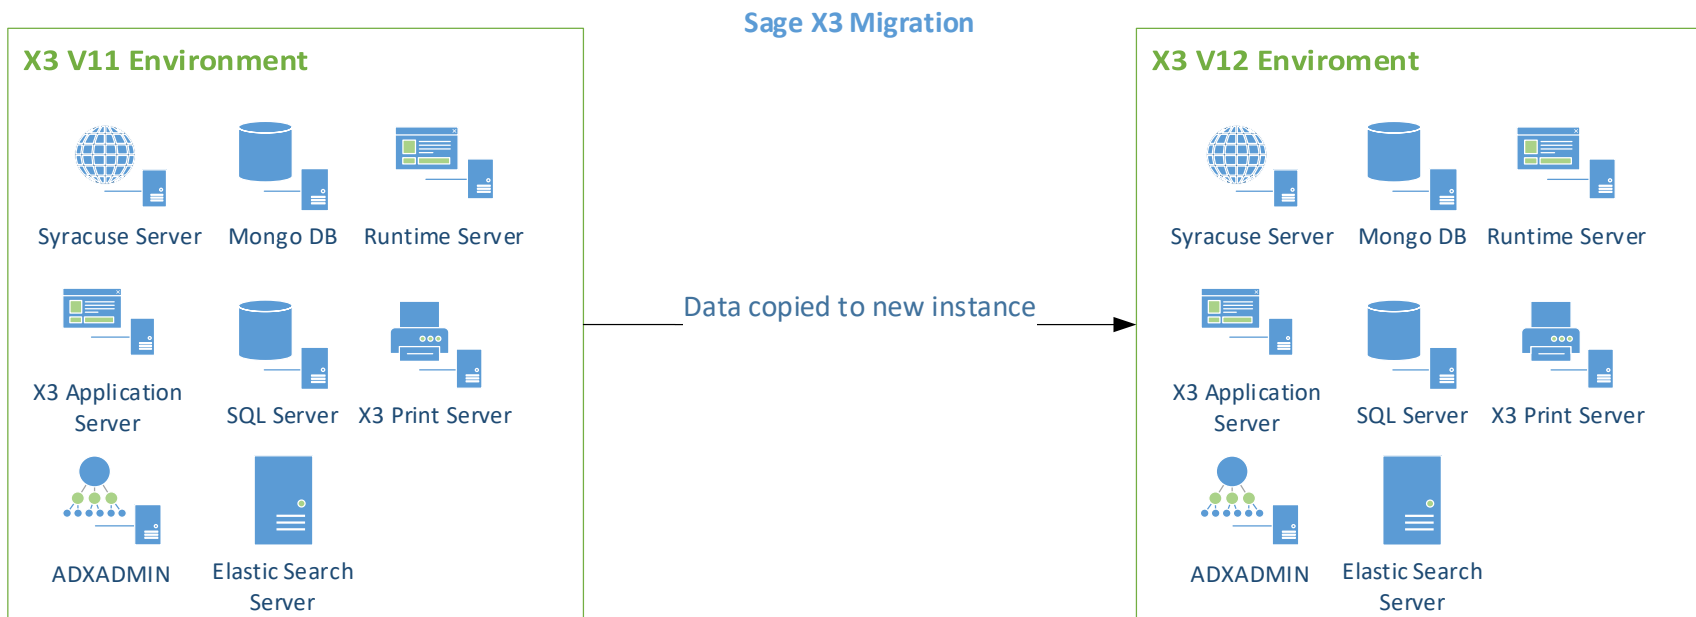 Sage X3 Migration
X3 V11 Environment
Syracuse Server
Mongo DB
Runtime Server
X3 Application
Server
SQL Server
X3 Print Server
ADXADMIN
Elastic Search
Server
Data copied to new instance
X3 V12 Enviroment
Syracuse Server
Mongo DB
Runtime Server
X3 Application
Server
SQL Server
X3 Print Server
ADXADMIN
Elastic Search
Server